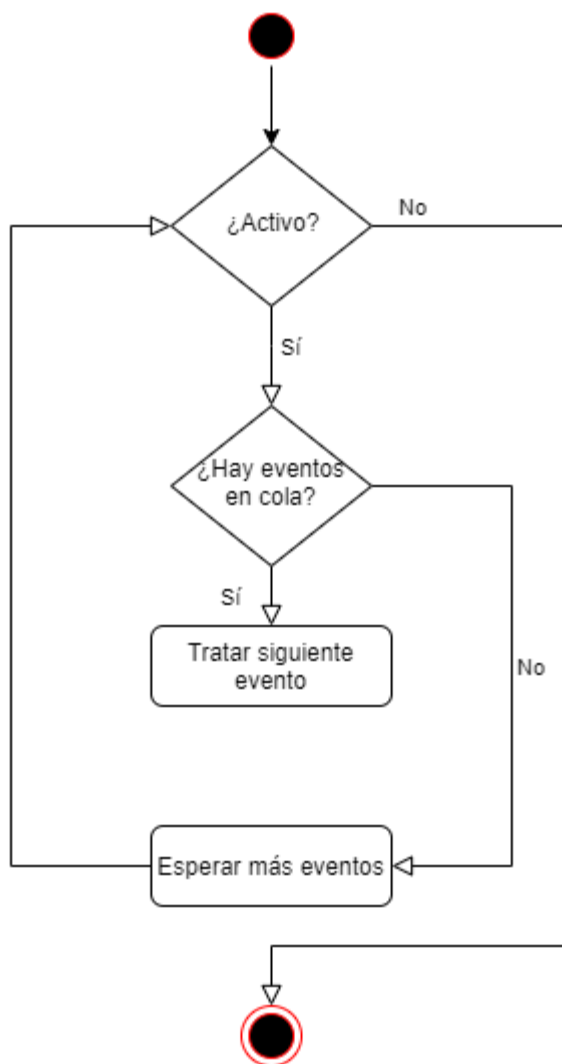 ¿Activo?
No
Sí
¿Hay eventos
en cola?
Sí
Tratar siguiente
evento
No
Esperar más eventos